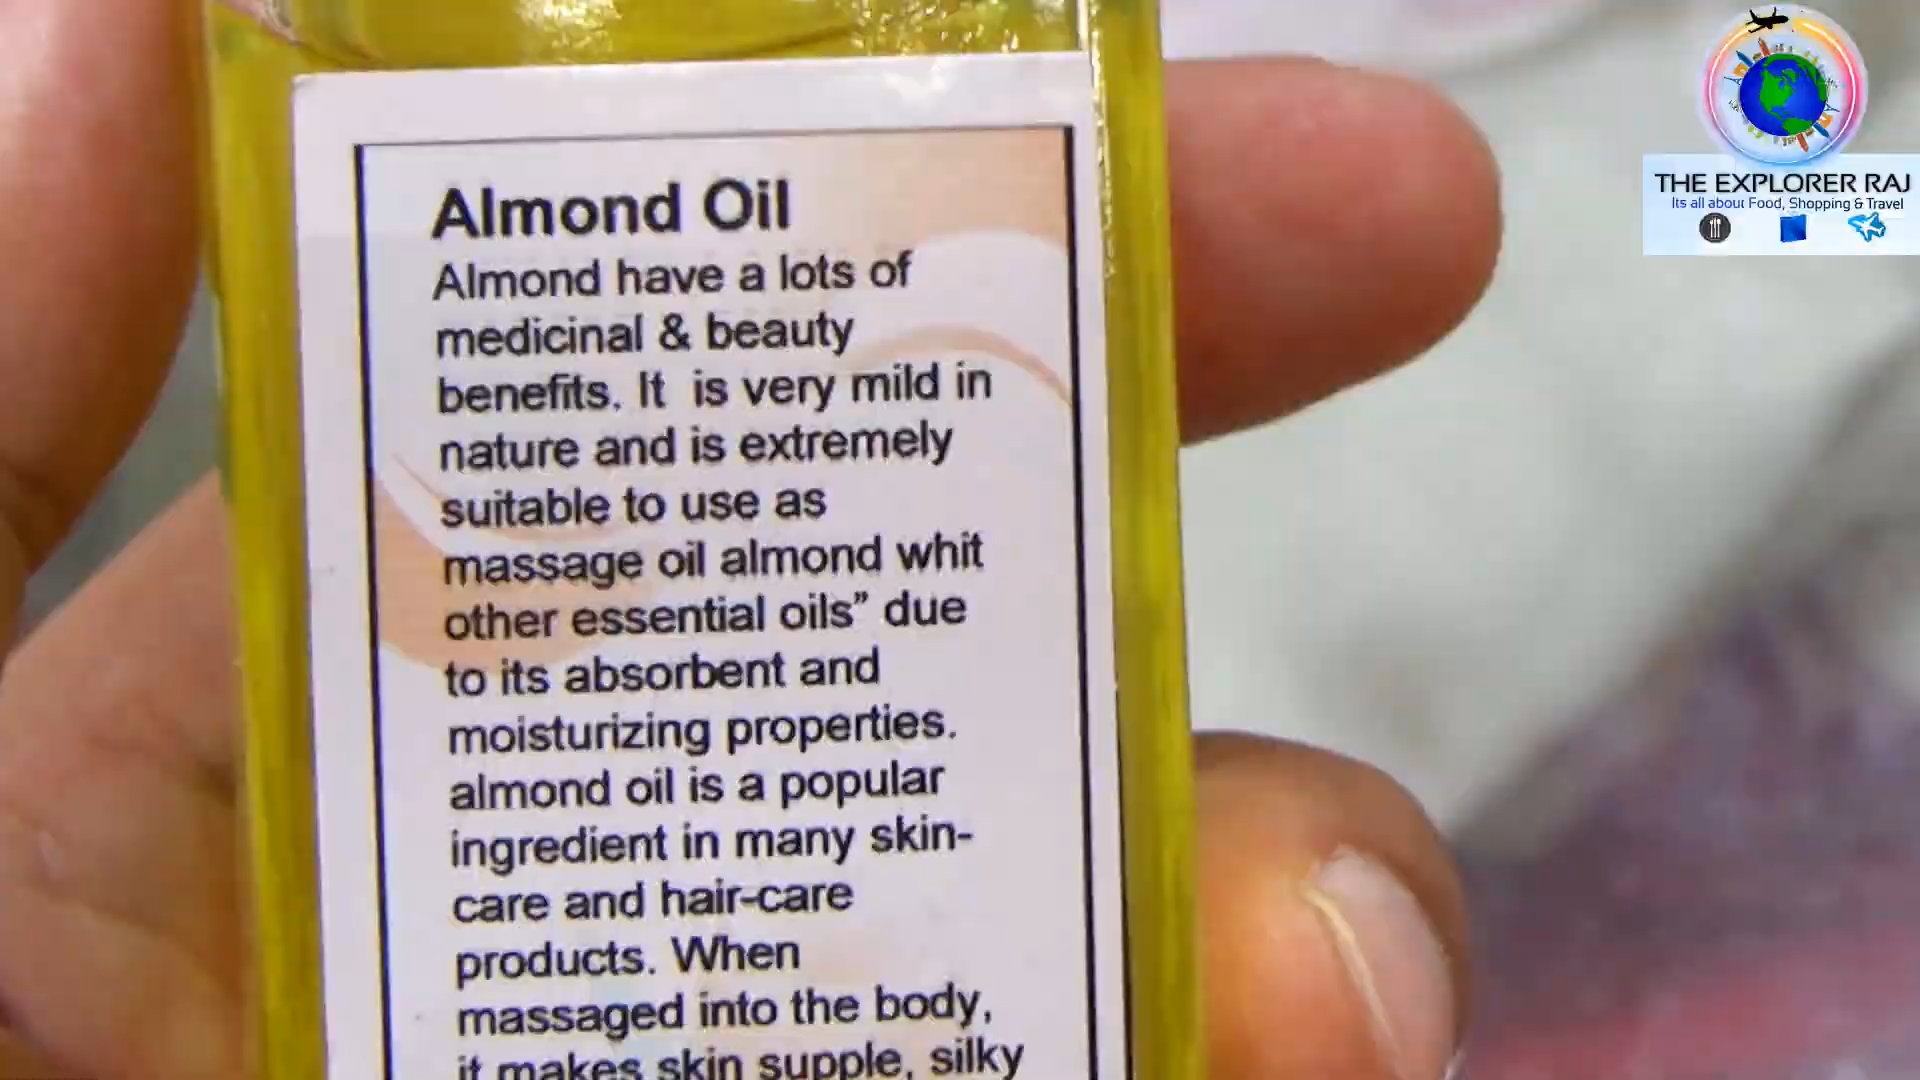 Almond Oil
Almond have a lots of
medicinal & beauty
benefits. It is very mild in
nature and is extremely
suitable to use as
massage oil almond whit
other essential oils” due
to its absorbent and
moisturizing properties.
almond oil is a popular
ingredient in many skin-
care and hair-care
products. When
massaged into the body,
it makes skin supple, silky
THE EXPLORER RAJ
Its all about Food, Shopping & Travel